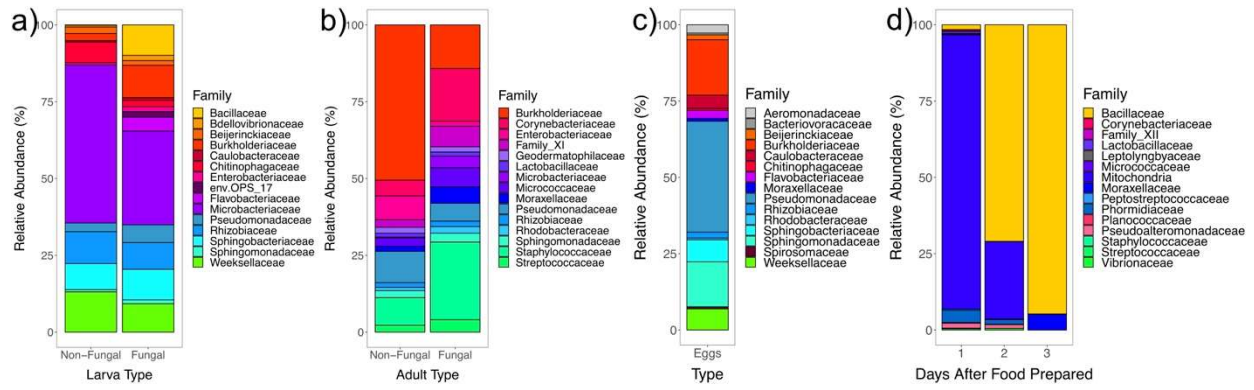 a)
100
75
50
25
0
Relative Abundance (%)
Non-Fungal Fungal
Larva Type
Family
Bacillaceae
Bdellovibrionaceae
Beijerinckiaceae
Burkholderiaceae
Caulobacteraceae
Chitinophagaceae
Enterobacteriaceae
env.OPS_17
Flavobacteriaceae
Microbacteriaceae
Pseudomonadaceae
Rhizobiaceae
Sphingobacteriaceae
Sphingomonadaceae
Weeksellaceae
b)
100
75
50
25
0
Relative Abundance (%)
Non-Fungal Fungal
Adult Type
Family
Burkholderiaceae
Corynebacteriaceae
Enterobacteriaceae
Family_XI
Geodermatophilaceae
Lactobacillaceae
Microbacteriaceae
Micrococcaceae
Moraxellaceae
Pseudomonadaceae
Rhizobiaceae
Rhodobacteraceae
Sphingomonadaceae
Staphylococcaceae
Streptococcaceae
c)
100
75
50
25
0
Relative Abundance (%)
Eggs
Type
Family
Aeromonadaceae
Bacteriovoracaceae
Beijerinckiaceae
Burkholderiaceae
Caulobacteraceae
Chitinophagaceae
Flavobacteriaceae
Moraxellaceae
Pseudomonadaceae
Rhizobiaceae
Rhodobacteraceae
Sphingobacteriaceae
Sphingomonadaceae
Spirosomaceae
Weeksellaceae
d)
100
75
50
25
0
Relative Abundance (%)
1 2 3
Days After Food Prepared
Family
Bacillaceae
Corynebacteriaceae
Family_XII
Lactobacillaceae
Leptolyngbyaceae
Micrococcaceae
Mitochondria
Moraxellaceae
Peptostreptococcaceae
Phormidiaceae
Planococcaceae
Pseudoalteromonadaceae
Staphylococcaceae
Streptococcaceae
Vibrionaceae